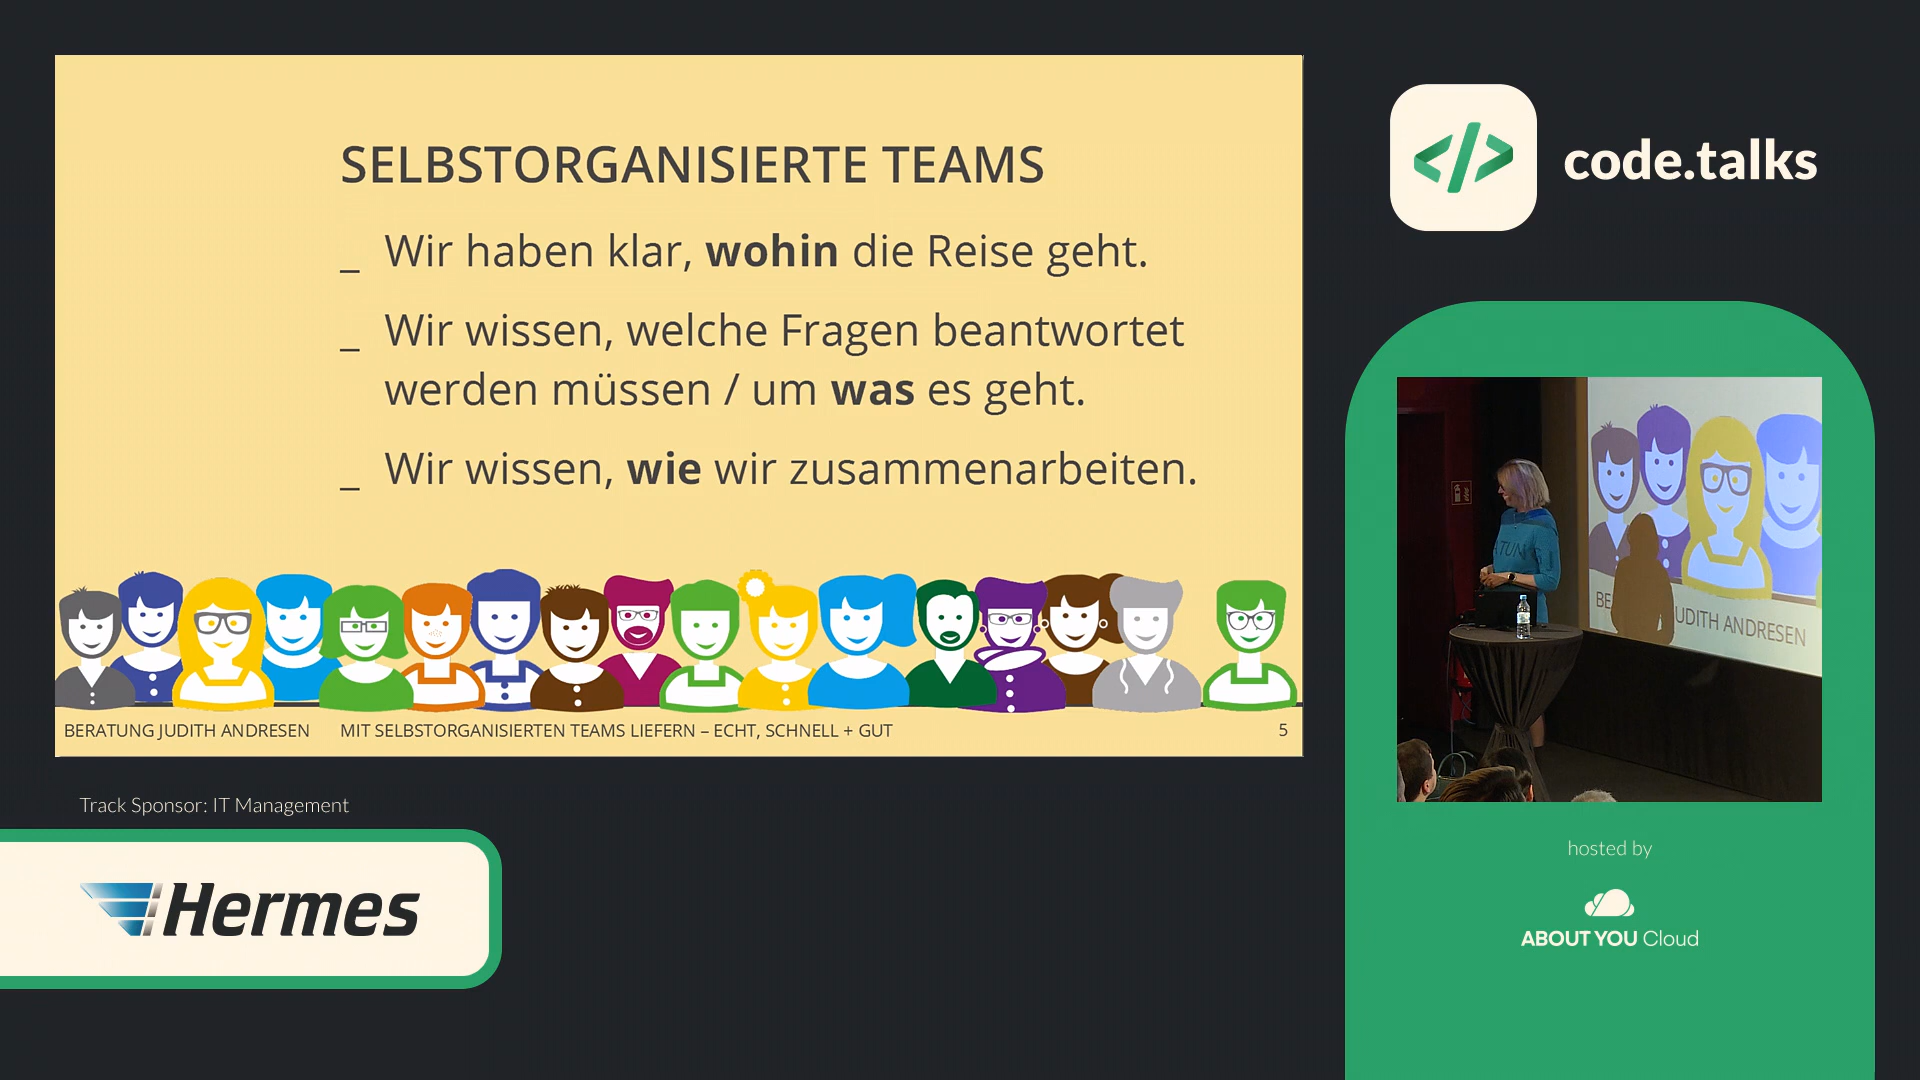 SELBSTORGANISIERTE TEAMS
_ Wir haben klar, wohin die Reise geht.
_ Wir wissen, welche Fragen beantwortet
werden müssen / um was es geht.
_ Wir wissen, wie wir zusammenarbeiten.
BERATUNG JUDITH ANDRESEN MIT SELBSTORGANISIERTEN TEAMS LIEFERN – ECHT, SCHNELL + GUT 5
Track Sponsor: IT Management
Hermes
</> code.talks
BE JUDITH ANDRESEN
hosted by
ABOUT YOU Cloud